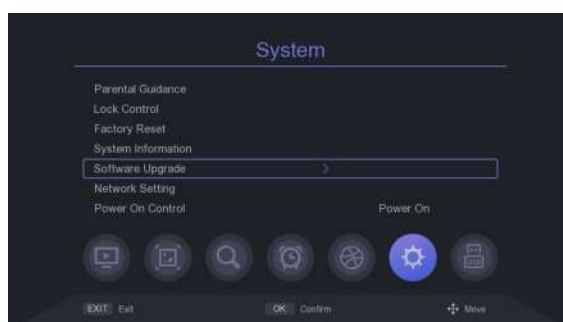 System
Parental Guidance
Lock Control
Factory Reset
System Information
Software Upgrade
Network Setting
Power On Control Power On
USB
EXIT Exit OK Confirm Move